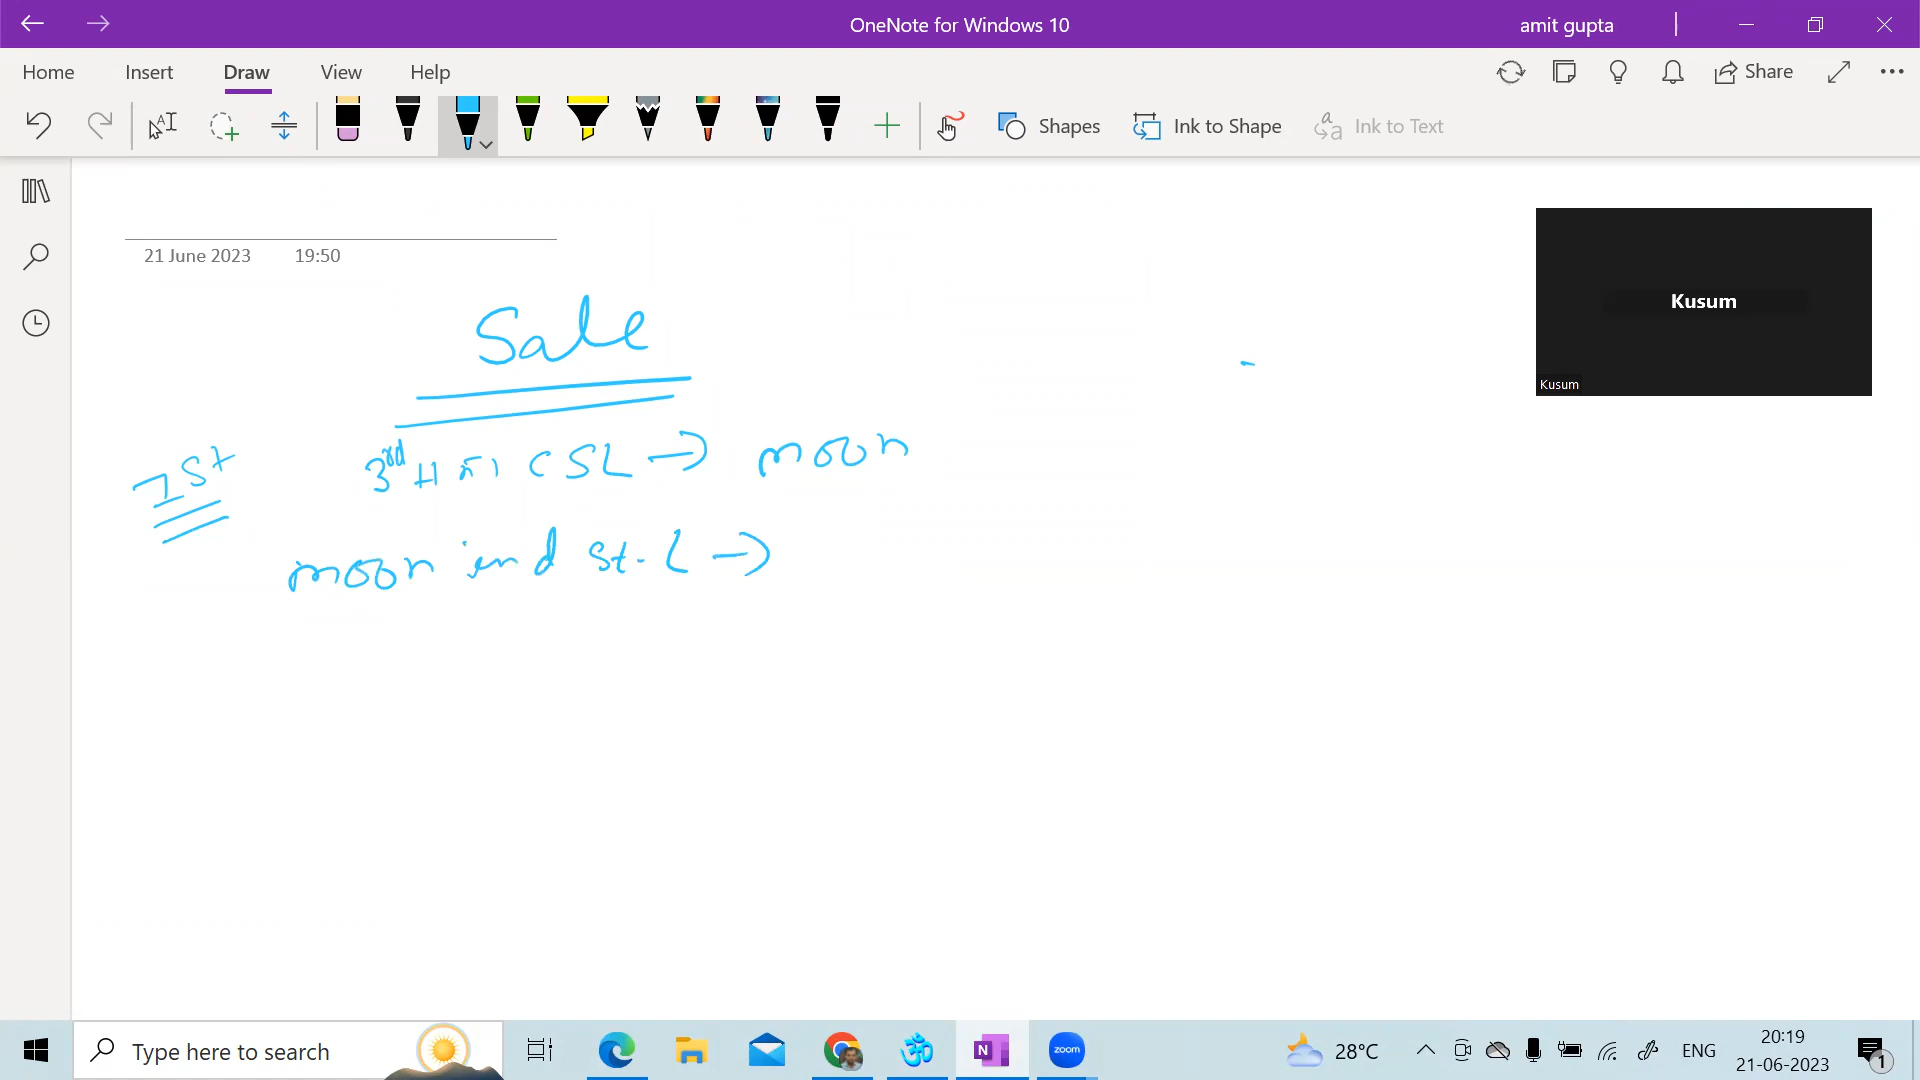 OneNote for Windows 10
amit gupta
Home Insert Draw View Help
Share
Shapes Ink to Shape Ink to Text
21 June 2023 19:50
Kusum
Kusum
Sale
1st
3rd H CSL → moon
moon ind St. L →
Type here to search
zoom
28°C
ENG
20:19
21-06-2023
1